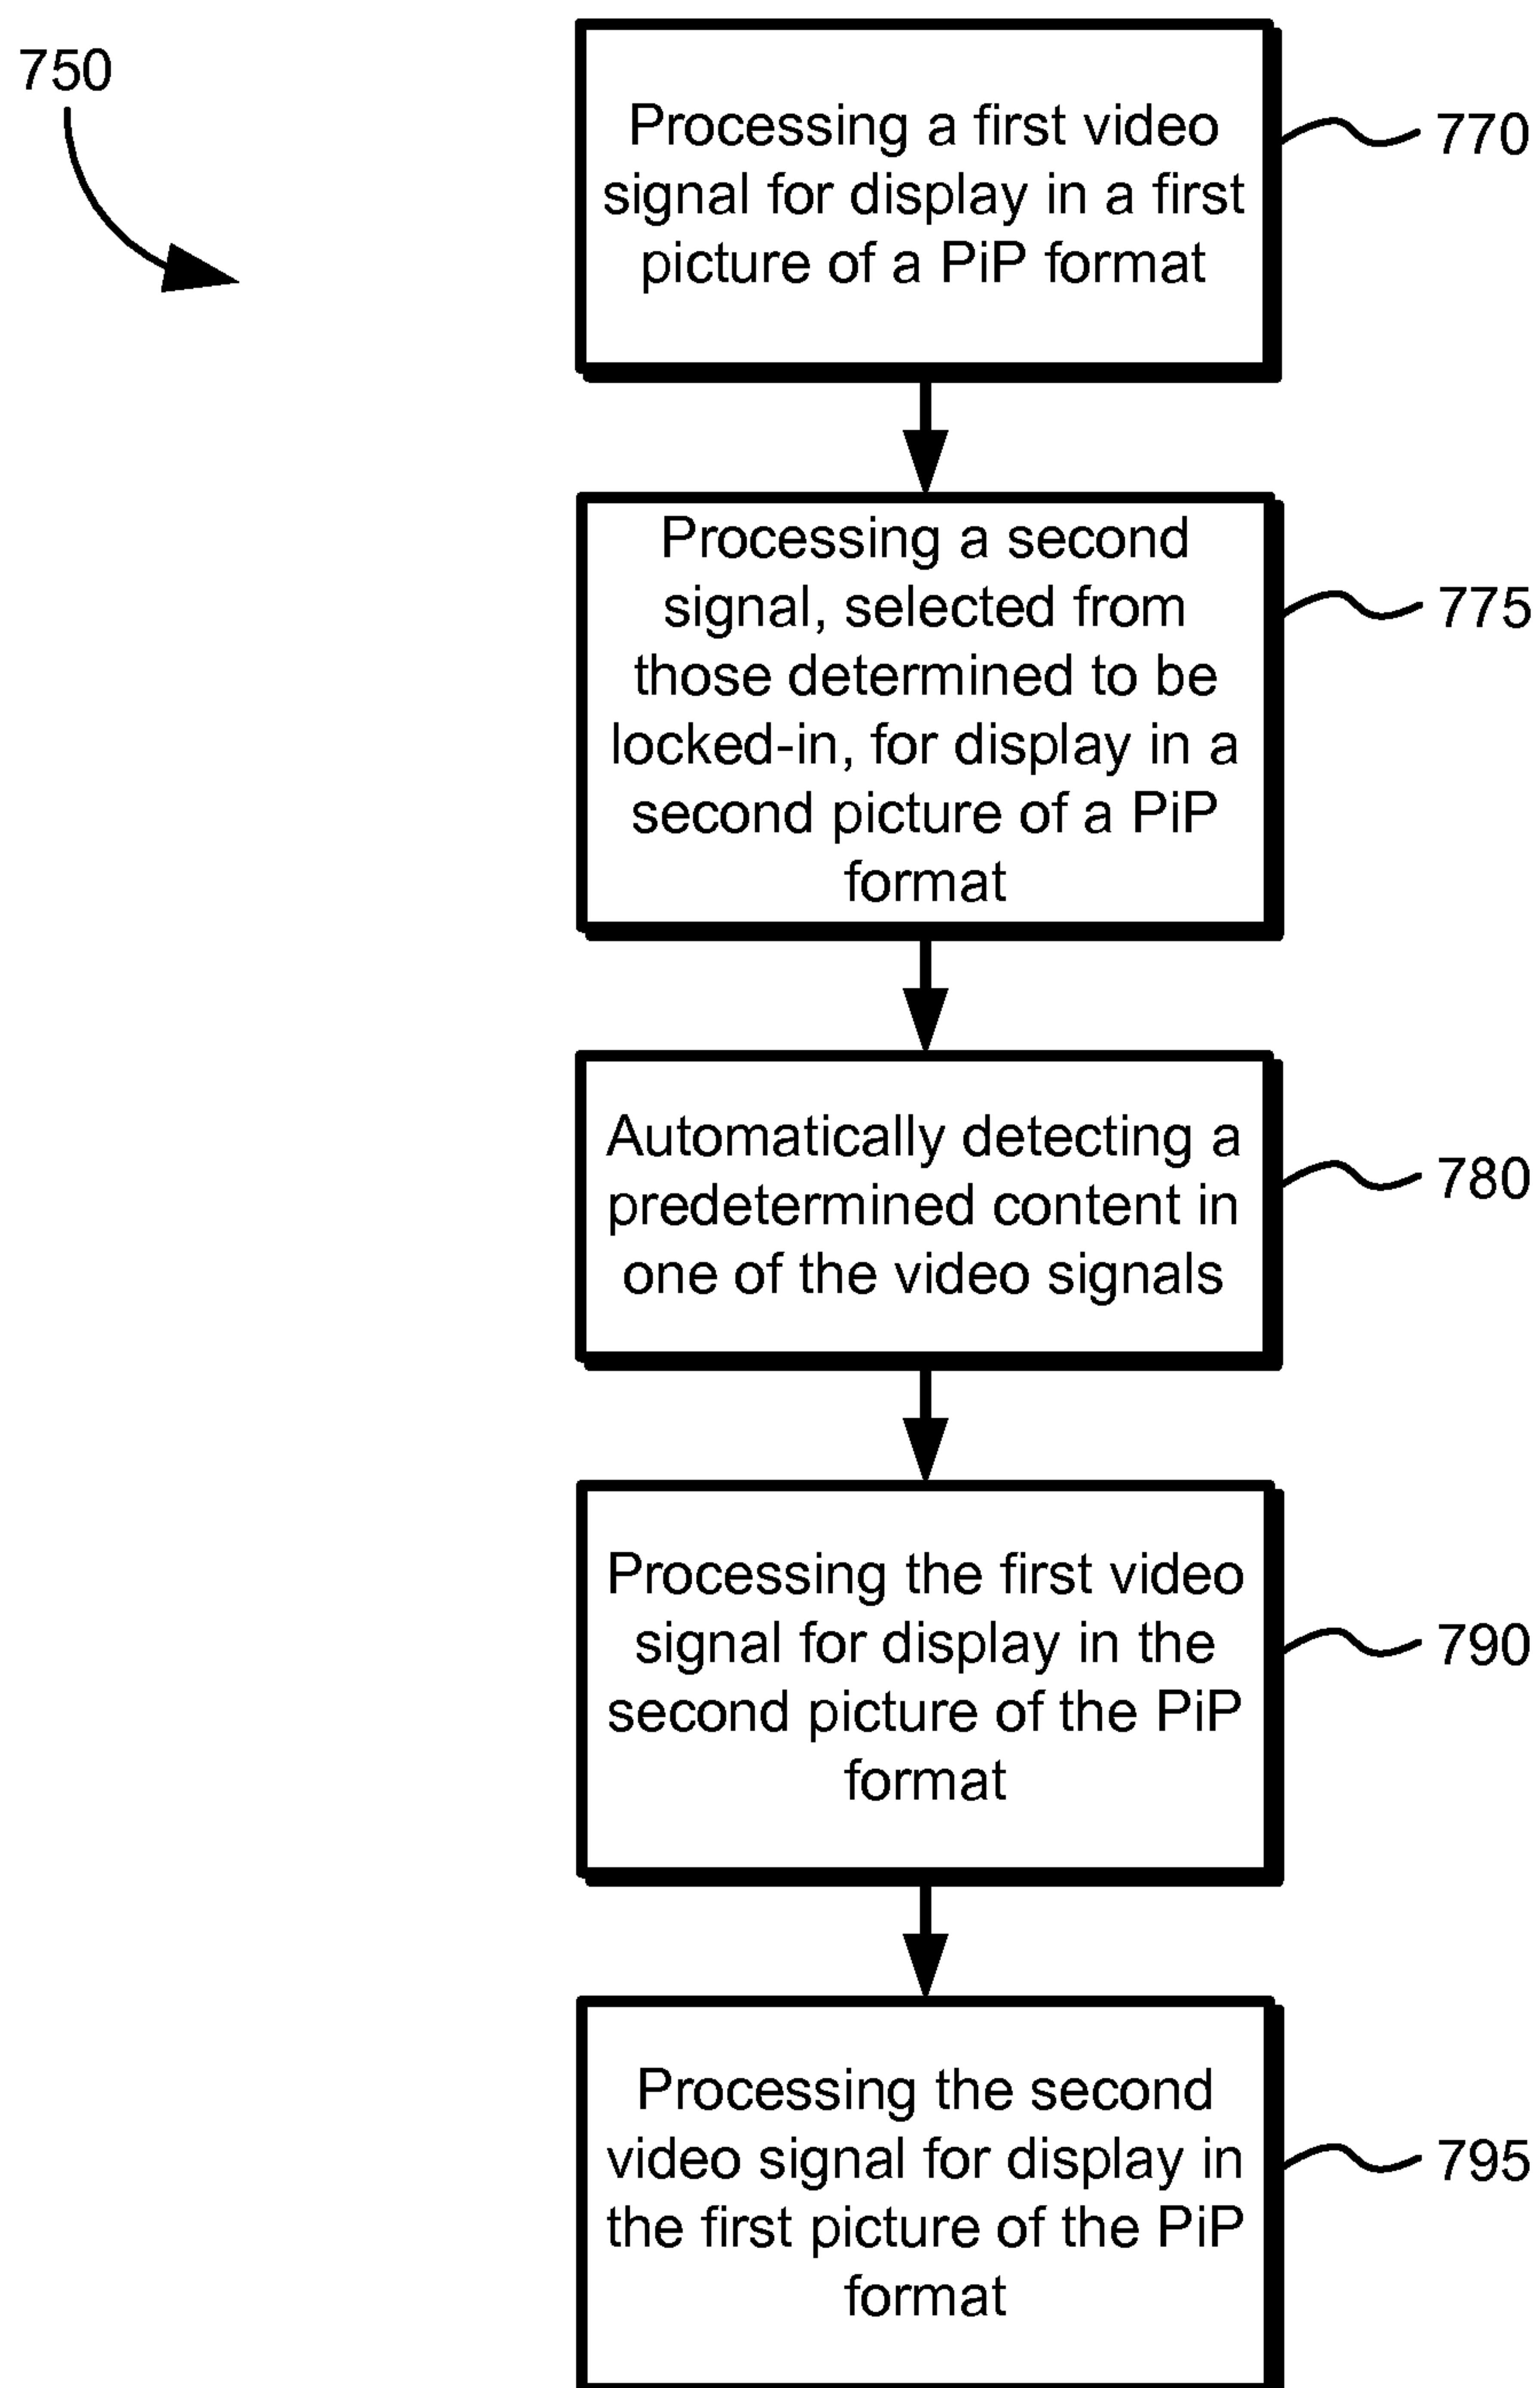 750
Processing a first video
signal for display in a first
picture of a PiP format
770
Processing a second
signal, selected from
those determined to be
locked-in, for display in a
second picture of a PiP
format
775
Automatically detecting a
predetermined content in
one of the video signals
780
Processing the first video
signal for display in the
second picture of the PiP
format
790
Processing the second
video signal for display in
the first picture of the PiP
format
795